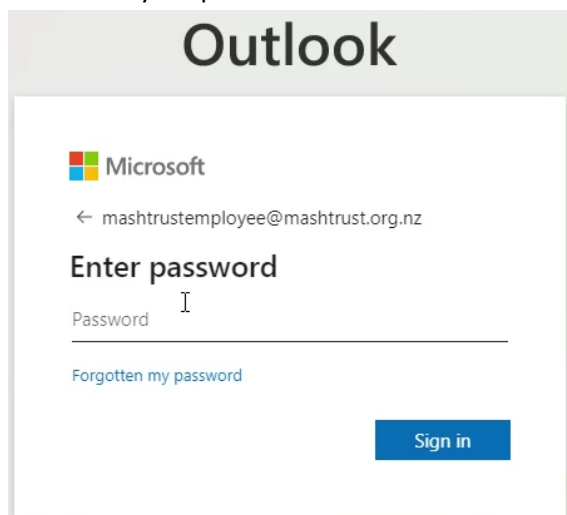 Outlook
Microsoft
← mashtrustemployee@mashtrust.org.nz
Enter password
Password
Forgotten my password
Sign in